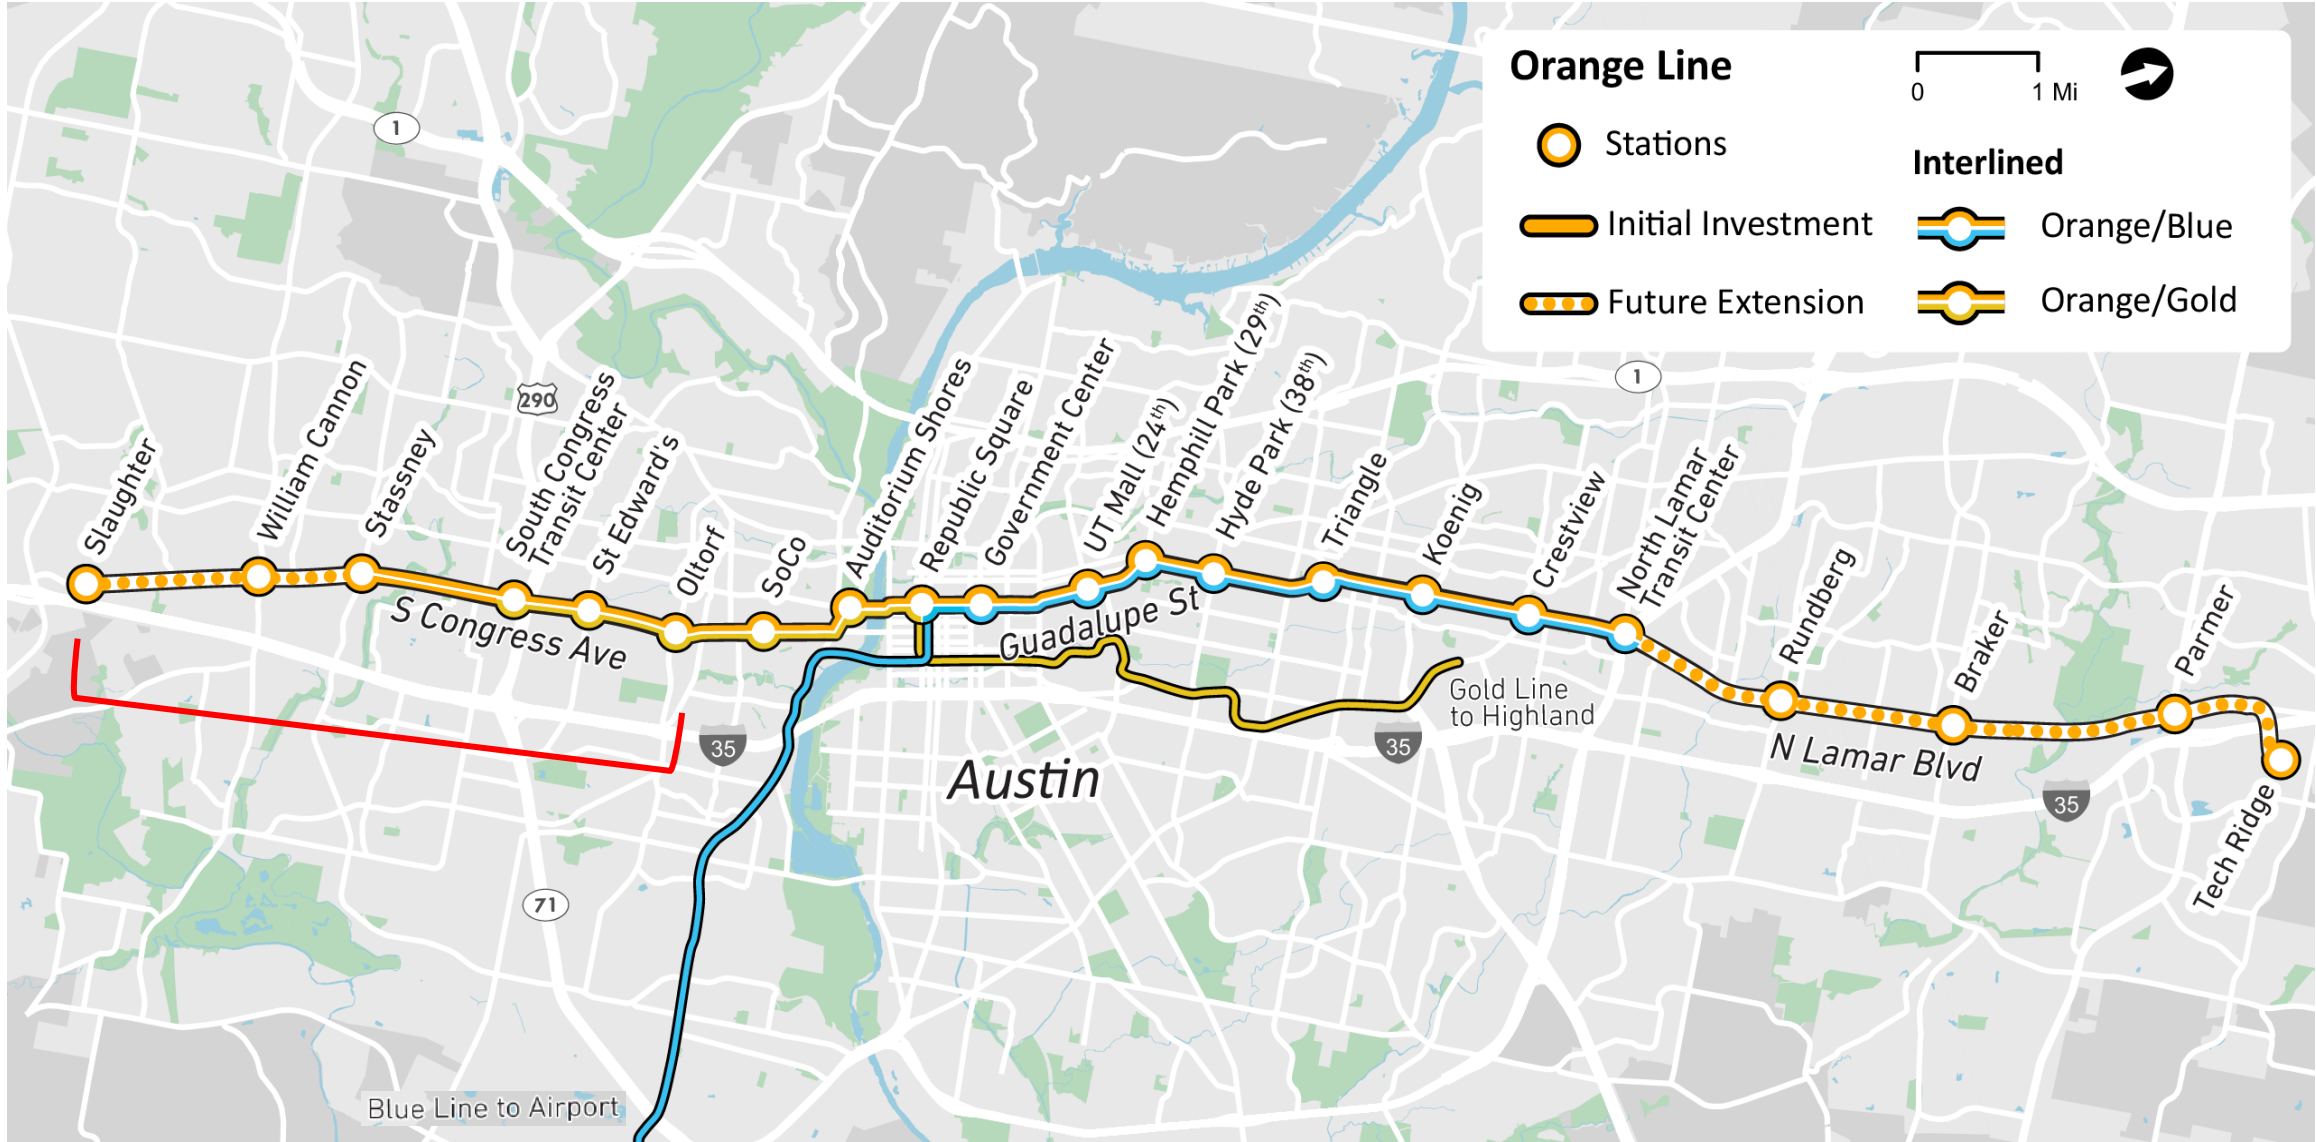 Orange Line
0
1 Mi
Stations
Interlined
Initial Investment
Orange/Blue
Future Extension
Orange/Gold
1
290
1
Slaughter
William Cannon
Stassney
South Congress
Transit Center
St Edward's
Oltorf
SoCo
Auditorium Shores
Republic Square
Government Center
UT Mall (24th)
Hemphill Park (29th)
Hyde Park (38th)
Triangle
Koenig
Crestview
North Lamar
Transit Center
Rundberg
Braker
Parmer
Tech Ridge
S Congress Ave
Guadalupe St
N Lamar Blvd
Gold Line
to Highland
35
35
35
Austin
71
Blue Line to Airport